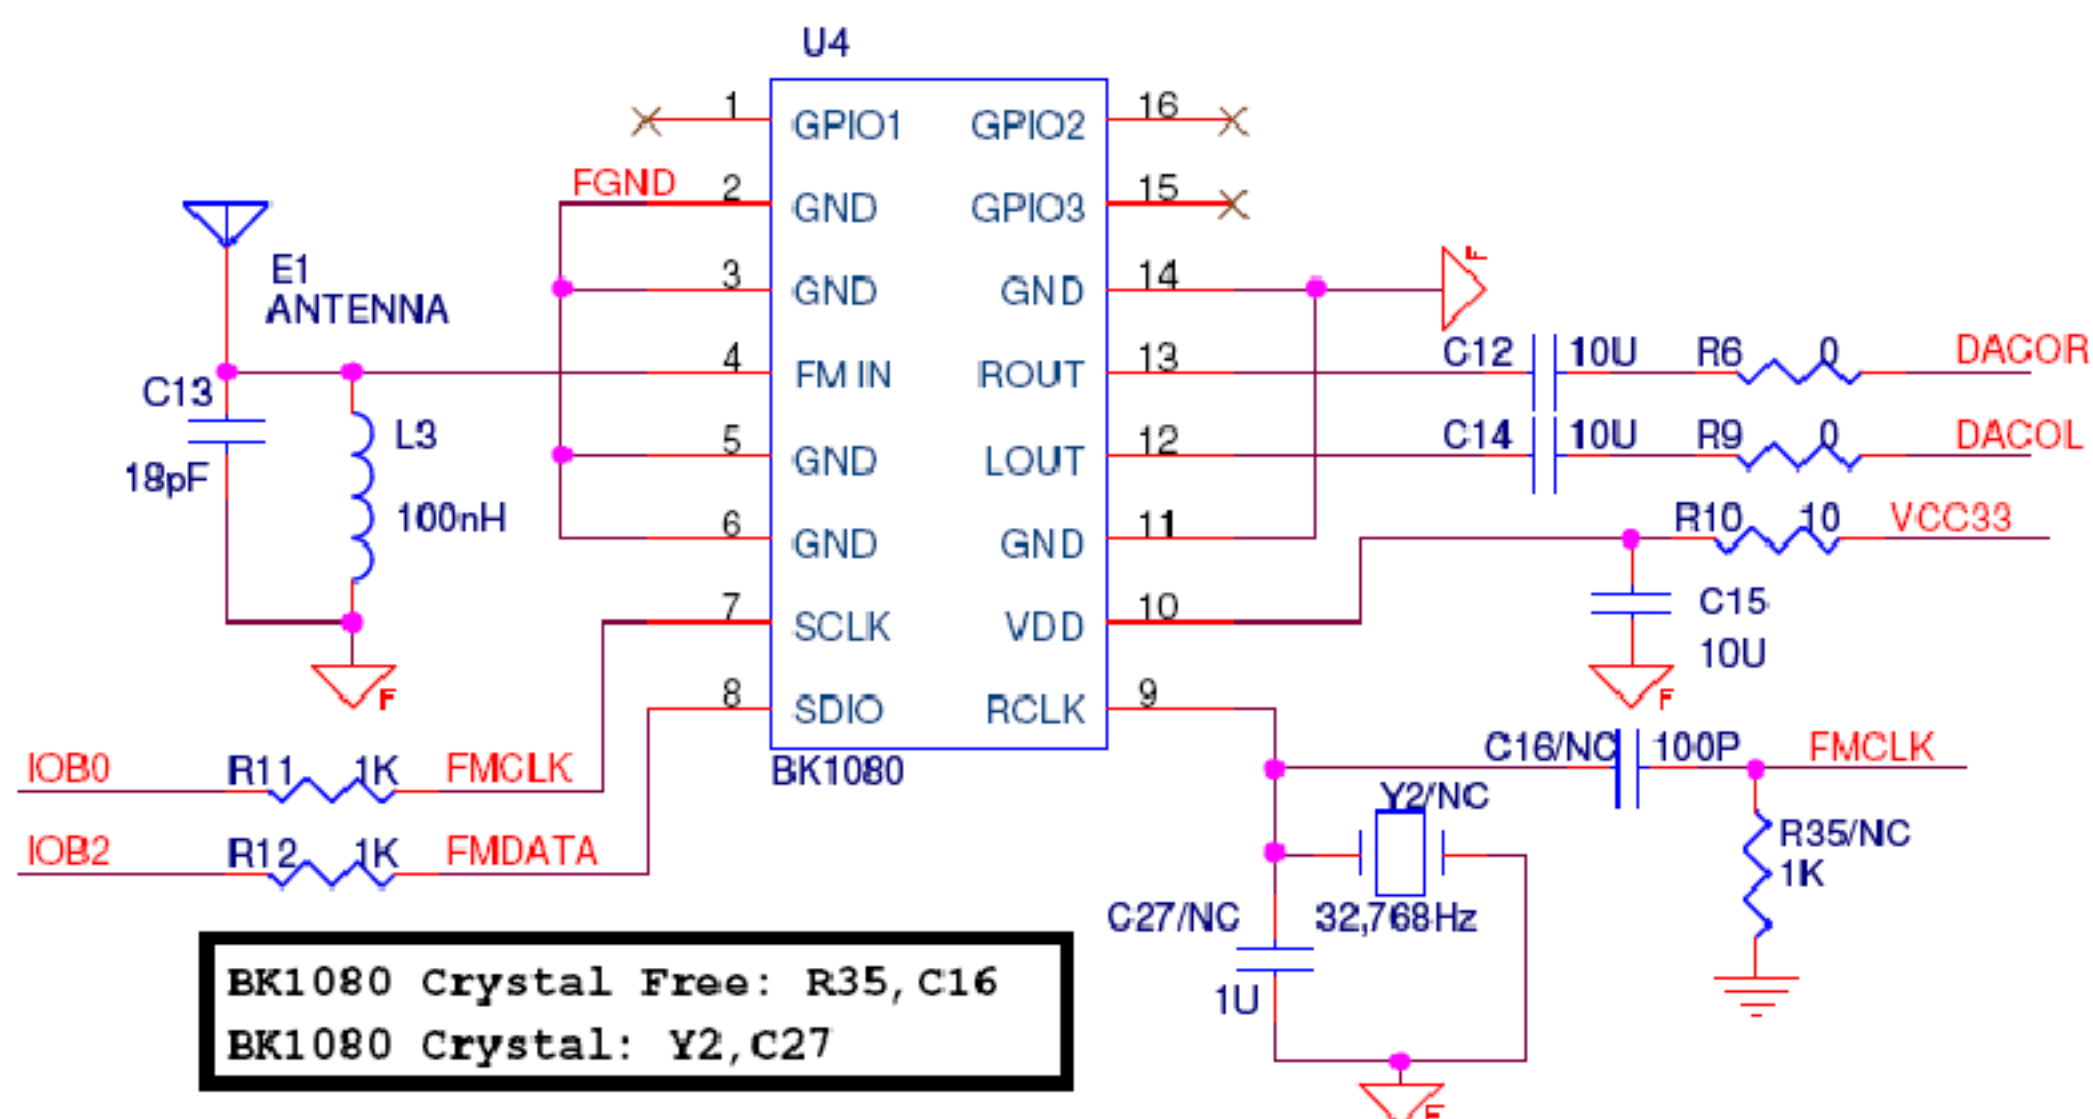 U4
1 GPIO1 GPIO2 16
FGND 2 GND GPIO3 15
E1
ANTENNA
3 GND GND 14 F
4 FM IN ROUT 13 C12 10U R6 0 DACOR
C13
18pF
L3
100nH
5 GND LOUT 12 C14 10U R9 0 DACOL
6 GND GND 11 R10 10 VCC33
7 SCLK VDD 10 C15
10U
F
F
8 SDIO RCLK 9
BK1080
IOB0 R11 1K FMCLK
IOB2 R12 1K FMDATA
C16/NC 100P FMCLK
Y2/NC
32,768Hz
R35/NC
1K
C27/NC
1U
F
BK1080 Crystal Free: R35,C16
BK1080 Crystal: Y2,C27